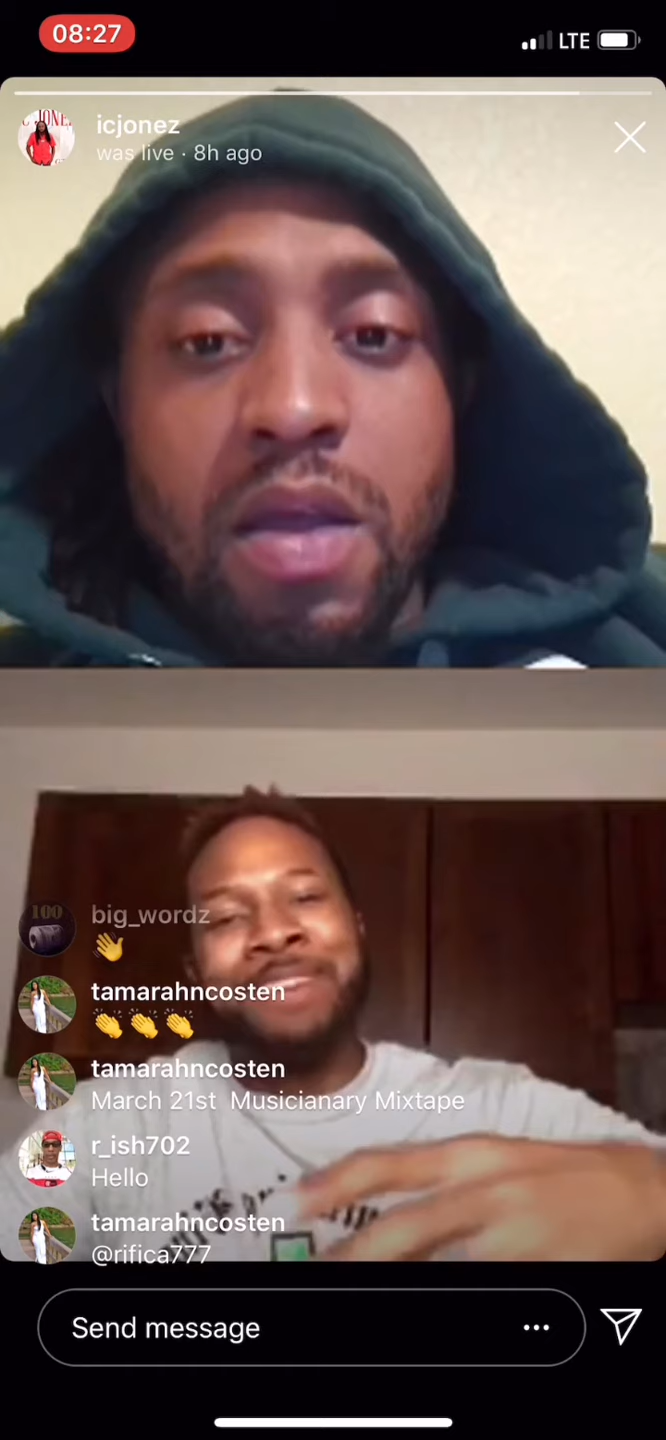 08:27
LTE
icjonez
was live · 8h ago
100
big_wordz
👋
tamarahncosten
👏👏👏
tamarahncosten
March 21st Musicianary Mixtape
r_ish702
Hello
tamarahncosten
@rifica777
Send message